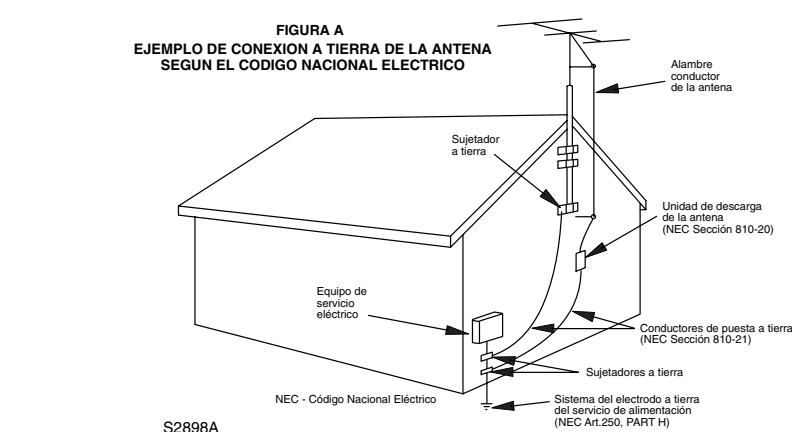 FIGURA A
EJEMPLO DE CONEXION A TIERRA DE LA ANTENA
SEGUN EL CODIGO NACIONAL ELECTRICO
Alambre
conductor
de la antena
Sujetador
a tierra
Unidad de descarga
de la antena
(NEC Sección 810-20)
Equipo de
servicio
eléctrico
Conductores de puesta a tierra
(NEC Sección 810-21)
Sujetadores a tierra
NEC - Código Nacional Eléctrico
Sistema del electrodo a tierra
del servicio de alimentación
(NEC Art.250, PART H)
S2898A